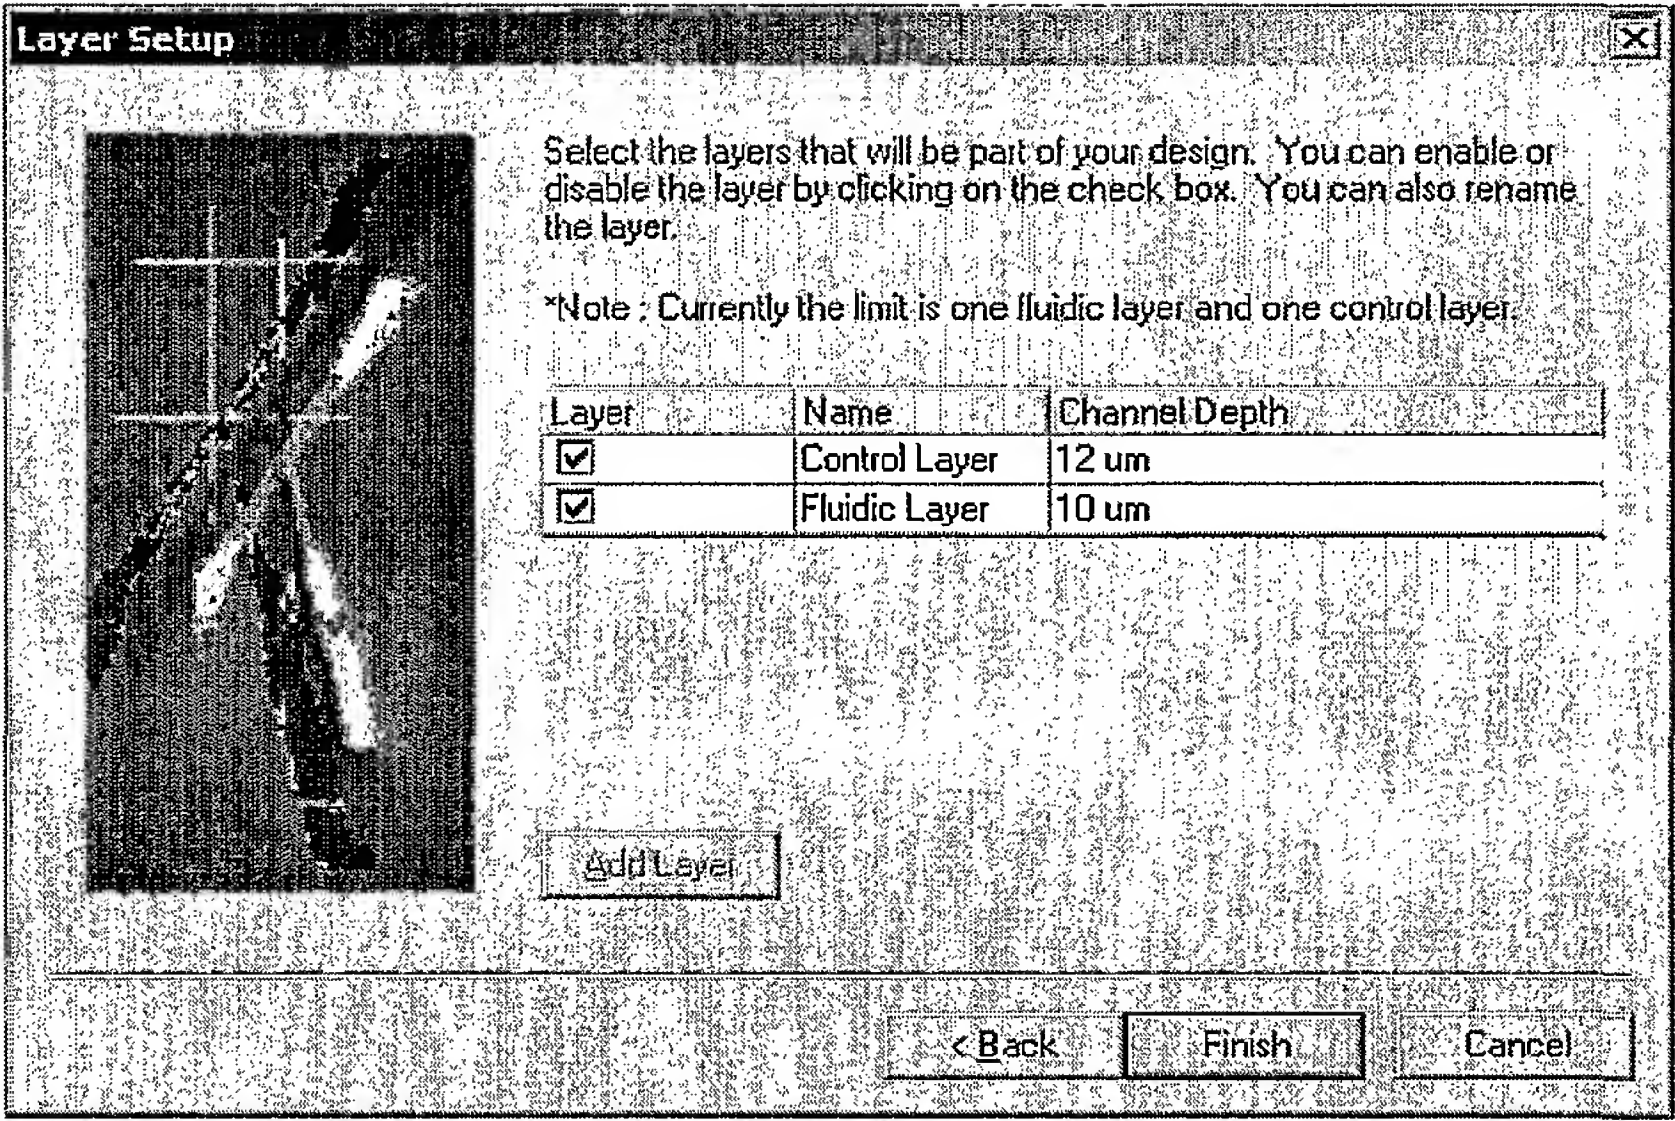 Layer Setup
Select the layers that will be part of your design. You can enable or
disable the layer by clicking on the check box. You can also rename
the layer.
*Note : Currently the limit is one fluidic layer and one control layer.
Layer Name Channel Depth
Control Layer 12 um
Fluidic Layer 10 um
Add Layer
< Back Finish Cancel